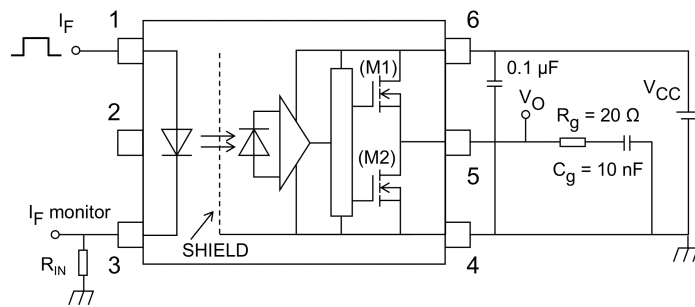 1
6
I_F
(M1)
0.1 µF
V_O
V_CC
2
R_g = 20 Ω
(M2)
5
C_g = 10 nF
I_F monitor
SHIELD
R_IN
3
4